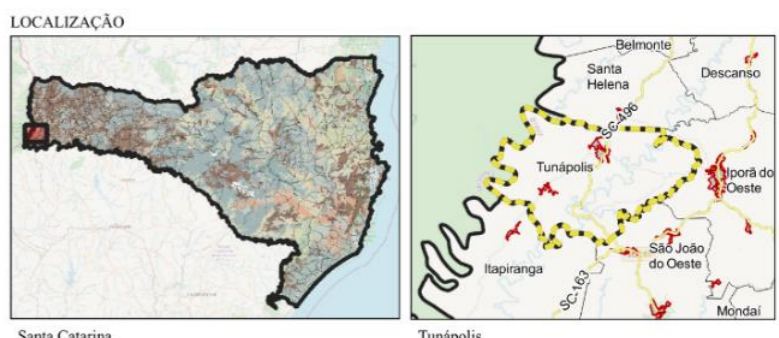 LOCALIZAÇÃO
Belmonte
Santa
Helena
Descanso
SC-496
Tunápolis
Iporã do
Oeste
São João
do Oeste
Itapiranga
SC-163
Mondaí
Santa Catarina
Tunápolis